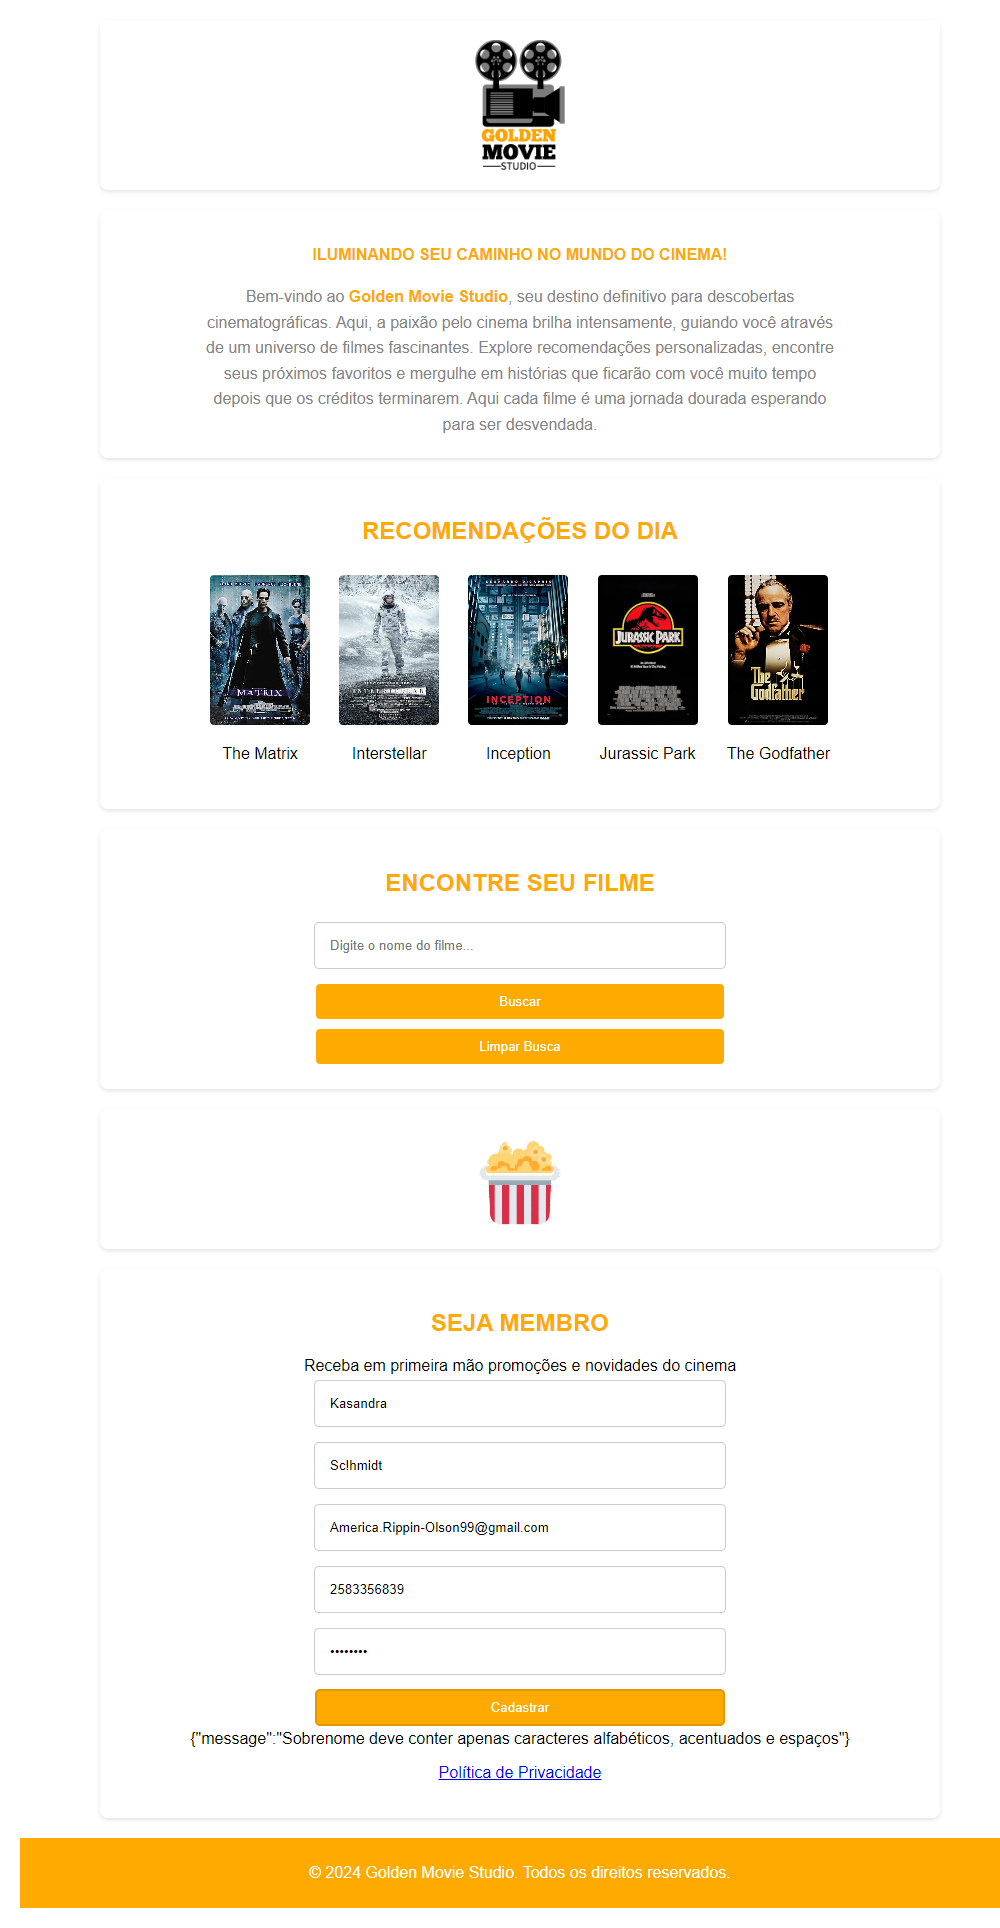 GOLDEN
MOVIE
STUDIO
ILUMINANDO SEU CAMINHO NO MUNDO DO CINEMA!
Bem-vindo ao Golden Movie Studio, seu destino definitivo para descobertas
cinematográficas. Aqui, a paixão pelo cinema brilha intensamente, guiando você através
de um universo de filmes fascinantes. Explore recomendações personalizadas, encontre
seus próximos favoritos e mergulhe em histórias que ficarão com você muito tempo
depois que os créditos terminarem. Aqui cada filme é uma jornada dourada esperando
para ser desvendada.
RECOMENDAÇÕES DO DIA
MATRIX
INTERSTELLAR
INCEPTION
JURASSIC PARK
The
Godfather
The Matrix
Interstellar
Inception
Jurassic Park
The Godfather
ENCONTRE SEU FILME
Digite o nome do filme...
Buscar
Limpar Busca
SEJA MEMBRO
Receba em primeira mão promoções e novidades do cinema
Kasandra
Sc!hmidt
America.Rippin-Olson99@gmail.com
2583356839
••••••••
Cadastrar
{"message":"Sobrenome deve conter apenas caracteres alfabéticos, acentuados e espaços"}
Política de Privacidade
© 2024 Golden Movie Studio. Todos os direitos reservados.